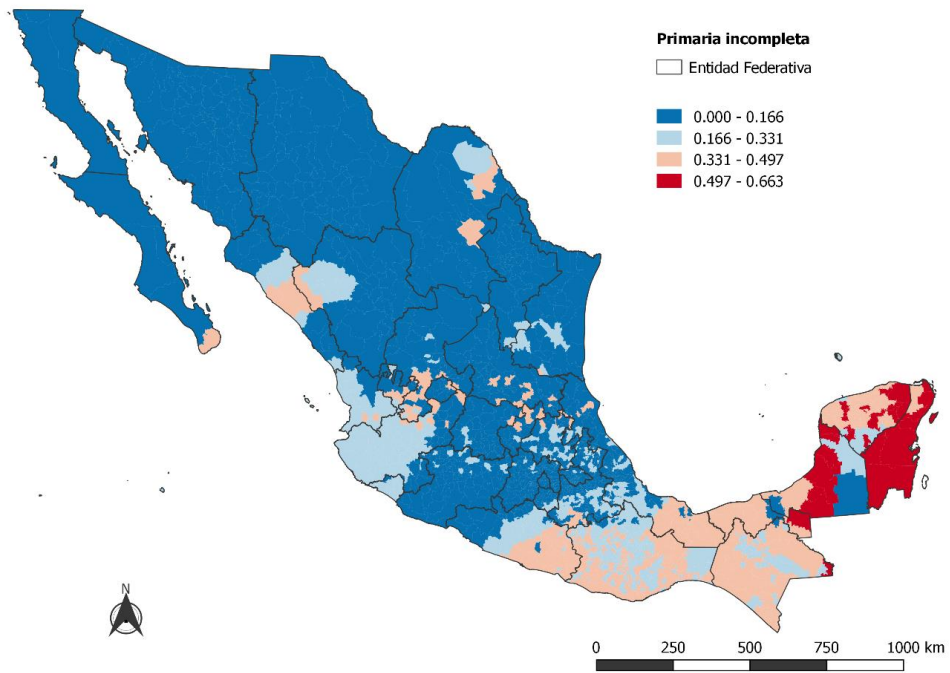 Primaria incompleta
Entidad Federativa
0.000 - 0.166
0.166 - 0.331
0.331 - 0.497
0.497 - 0.663
N
0 250 500 750 1000 km